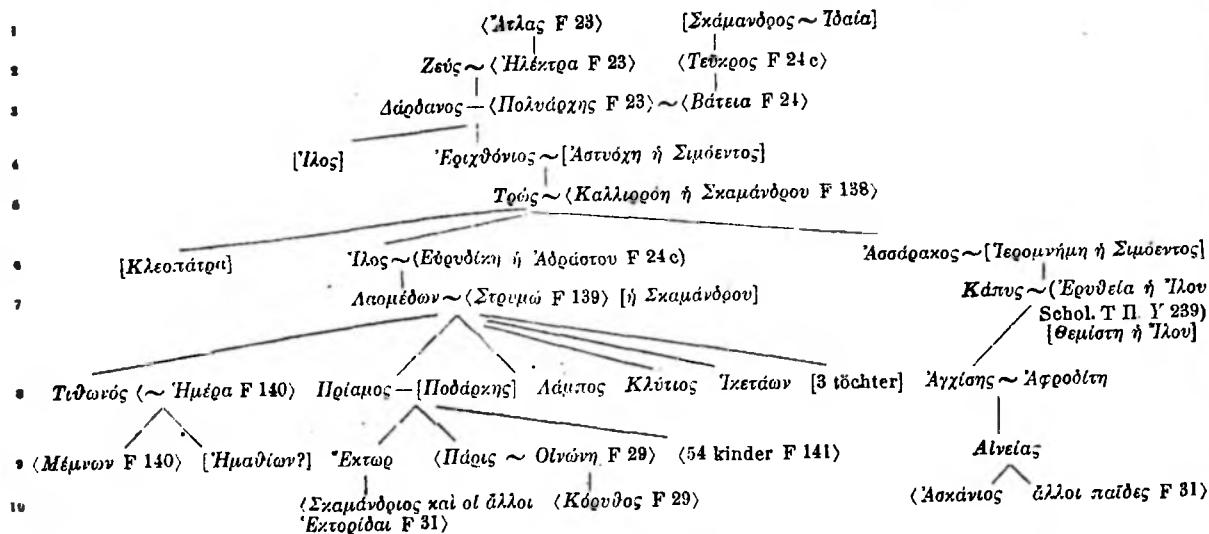 1 ⟨Ἄτλας F 23⟩ [Σκάμανδρος ~ Ἰδαία]
2 Ζεύς ~ ⟨Ἠλέκτρα F 23⟩ ⟨Τεῦκρος F 24c⟩
3 Δάρδανος — ⟨Πολυάρχης F 23⟩ ~ ⟨Βάτεια F 24⟩
4 [Ἶλος] Ἐριχθόνιος ~ [Ἀστυόχη ἡ Σιμόεντος]
5 Τρώς ~ ⟨Καλλιρρόη ἡ Σκαμάνδρου F 138⟩
6 [Κλεοπάτρα] Ἶλος ~ ⟨Εὐρυδίκη ἡ Ἀδράστου F 24c⟩ Ἀσσάρακος ~ [Ἱερομνήμη ἡ Σιμόεντος]
7 Λαομέδων ~ ⟨Στρυμώ F 139⟩ [ἡ Σκαμάνδρου] Κάπυς ~ (Ἐρυθεία ἡ Ἴλου
Schol. T Π. Υ 239)
[Θεμίστη ἡ Ἴλου]
8 Τιθωνός ⟨~ Ἡμέρα F 140⟩ Πρίαμος — [Ποδάρκης] Λάμπος Κλύτιος Ἱκετάων [3 töchter] Ἀγχίσης ~ Ἀφροδίτη
9 ⟨Μέμνων F 140⟩ [Ἠμαθίων?] Ἕκτωρ ⟨Πάρις ~ Οἰνώνη F 29⟩ ⟨54 kinder F 141⟩ Αἰνείας
10 ⟨Σκαμάνδριος καὶ οἱ ἄλλοι ⟨Κόρυθος F 29⟩ ⟨Ἀσκάνιος ἄλλοι παῖδες F 31⟩
Ἑκτορίδαι F 31⟩